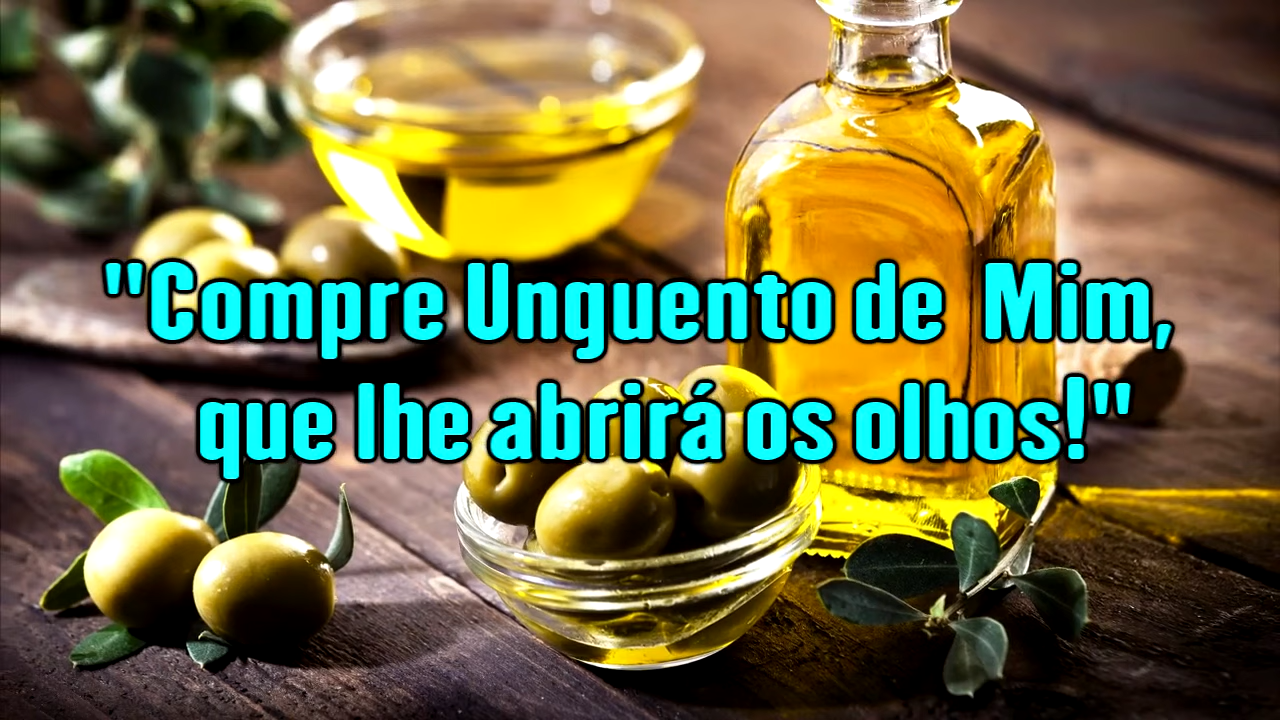 "Compre Unguento de Mim,
que lhe abrirá os olhos!"